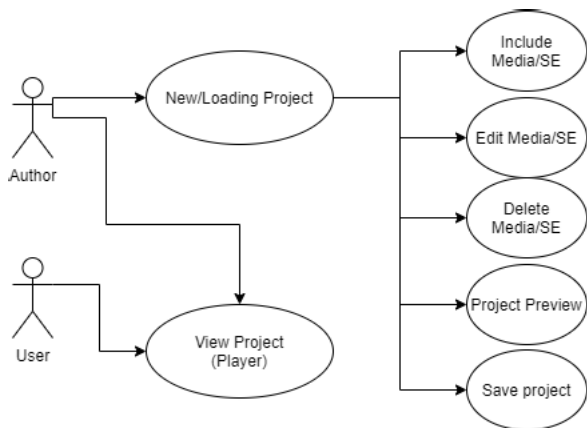 Include
Media/SE
New/Loading Project
Edit Media/SE
Author
Delete
Media/SE
User
View Project
(Player)
Project Preview
Save project